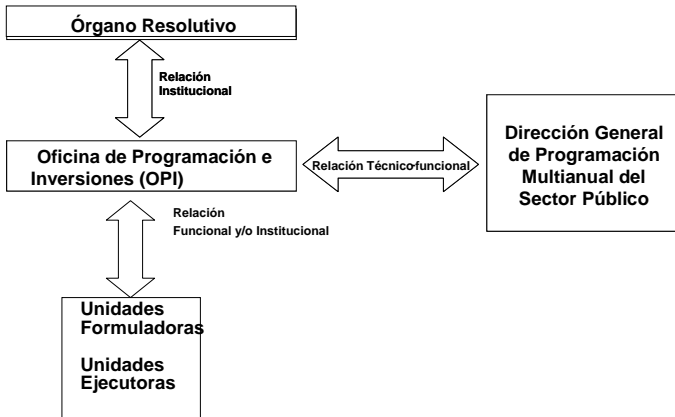 Órgano Resolutivo
Relación
Institucional
Oficina de Programación e
Inversiones (OPI)
Relación Técnico-funcional
Dirección General
de Programación
Multianual del
Sector Público
Relación
Funcional y/o Institucional
Unidades
Formuladoras
Unidades
Ejecutoras